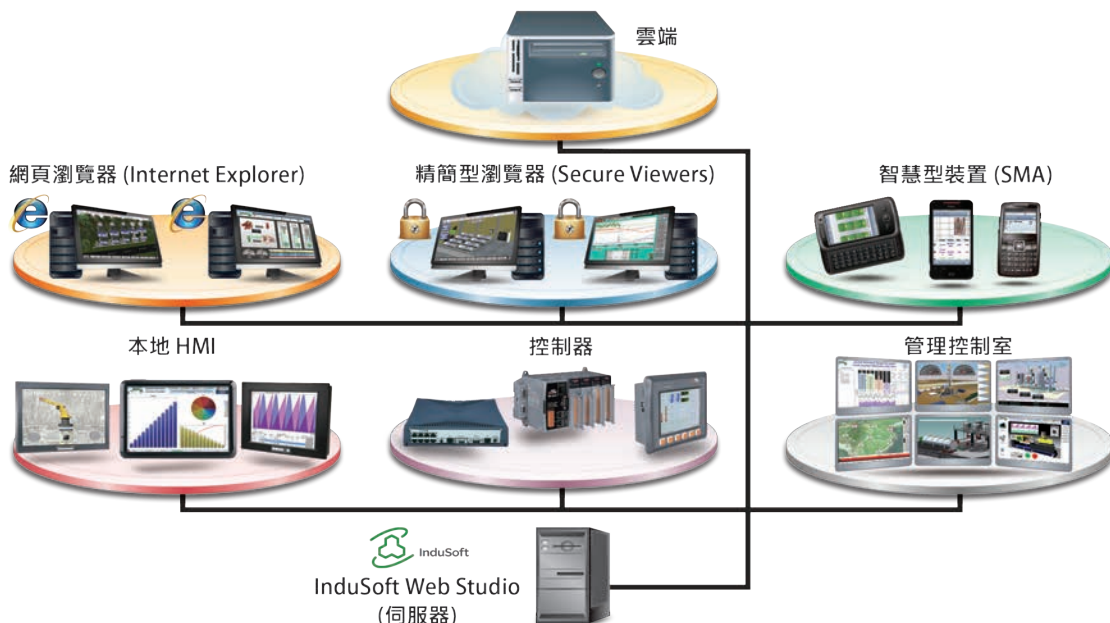 雲端
網頁瀏覽器 (Internet Explorer)
精簡型瀏覽器 (Secure Viewers)
智慧型裝置 (SMA)
本地 HMI
控制器
管理控制室
InduSoft
InduSoft Web Studio
(伺服器)